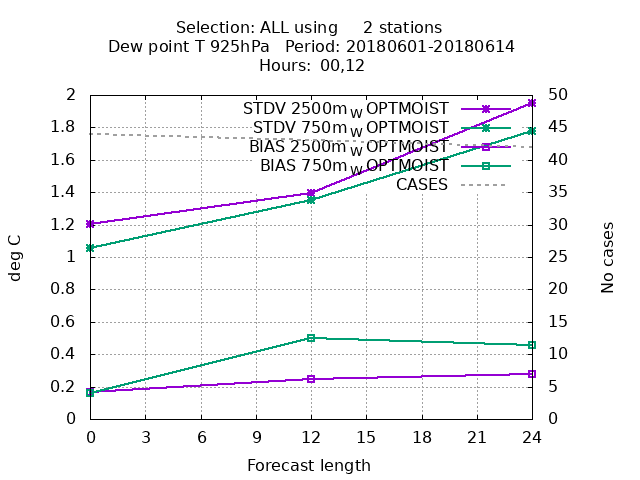 Selection: ALL using     2 stations
Dew point T 925hPa   Period: 20180601-20180614
Hours:  00,12
STDV 2500m_W OPTMOIST
STDV 750m_W OPTMOIST
BIAS 2500m_W OPTMOIST
BIAS 750m_W OPTMOIST
CASES
2
1.8
1.6
1.4
1.2
1
0.8
0.6
0.4
0.2
0
50
45
40
35
30
25
20
15
10
5
0
deg C
No cases
0 3 6 9 12 15 18 21 24
Forecast length